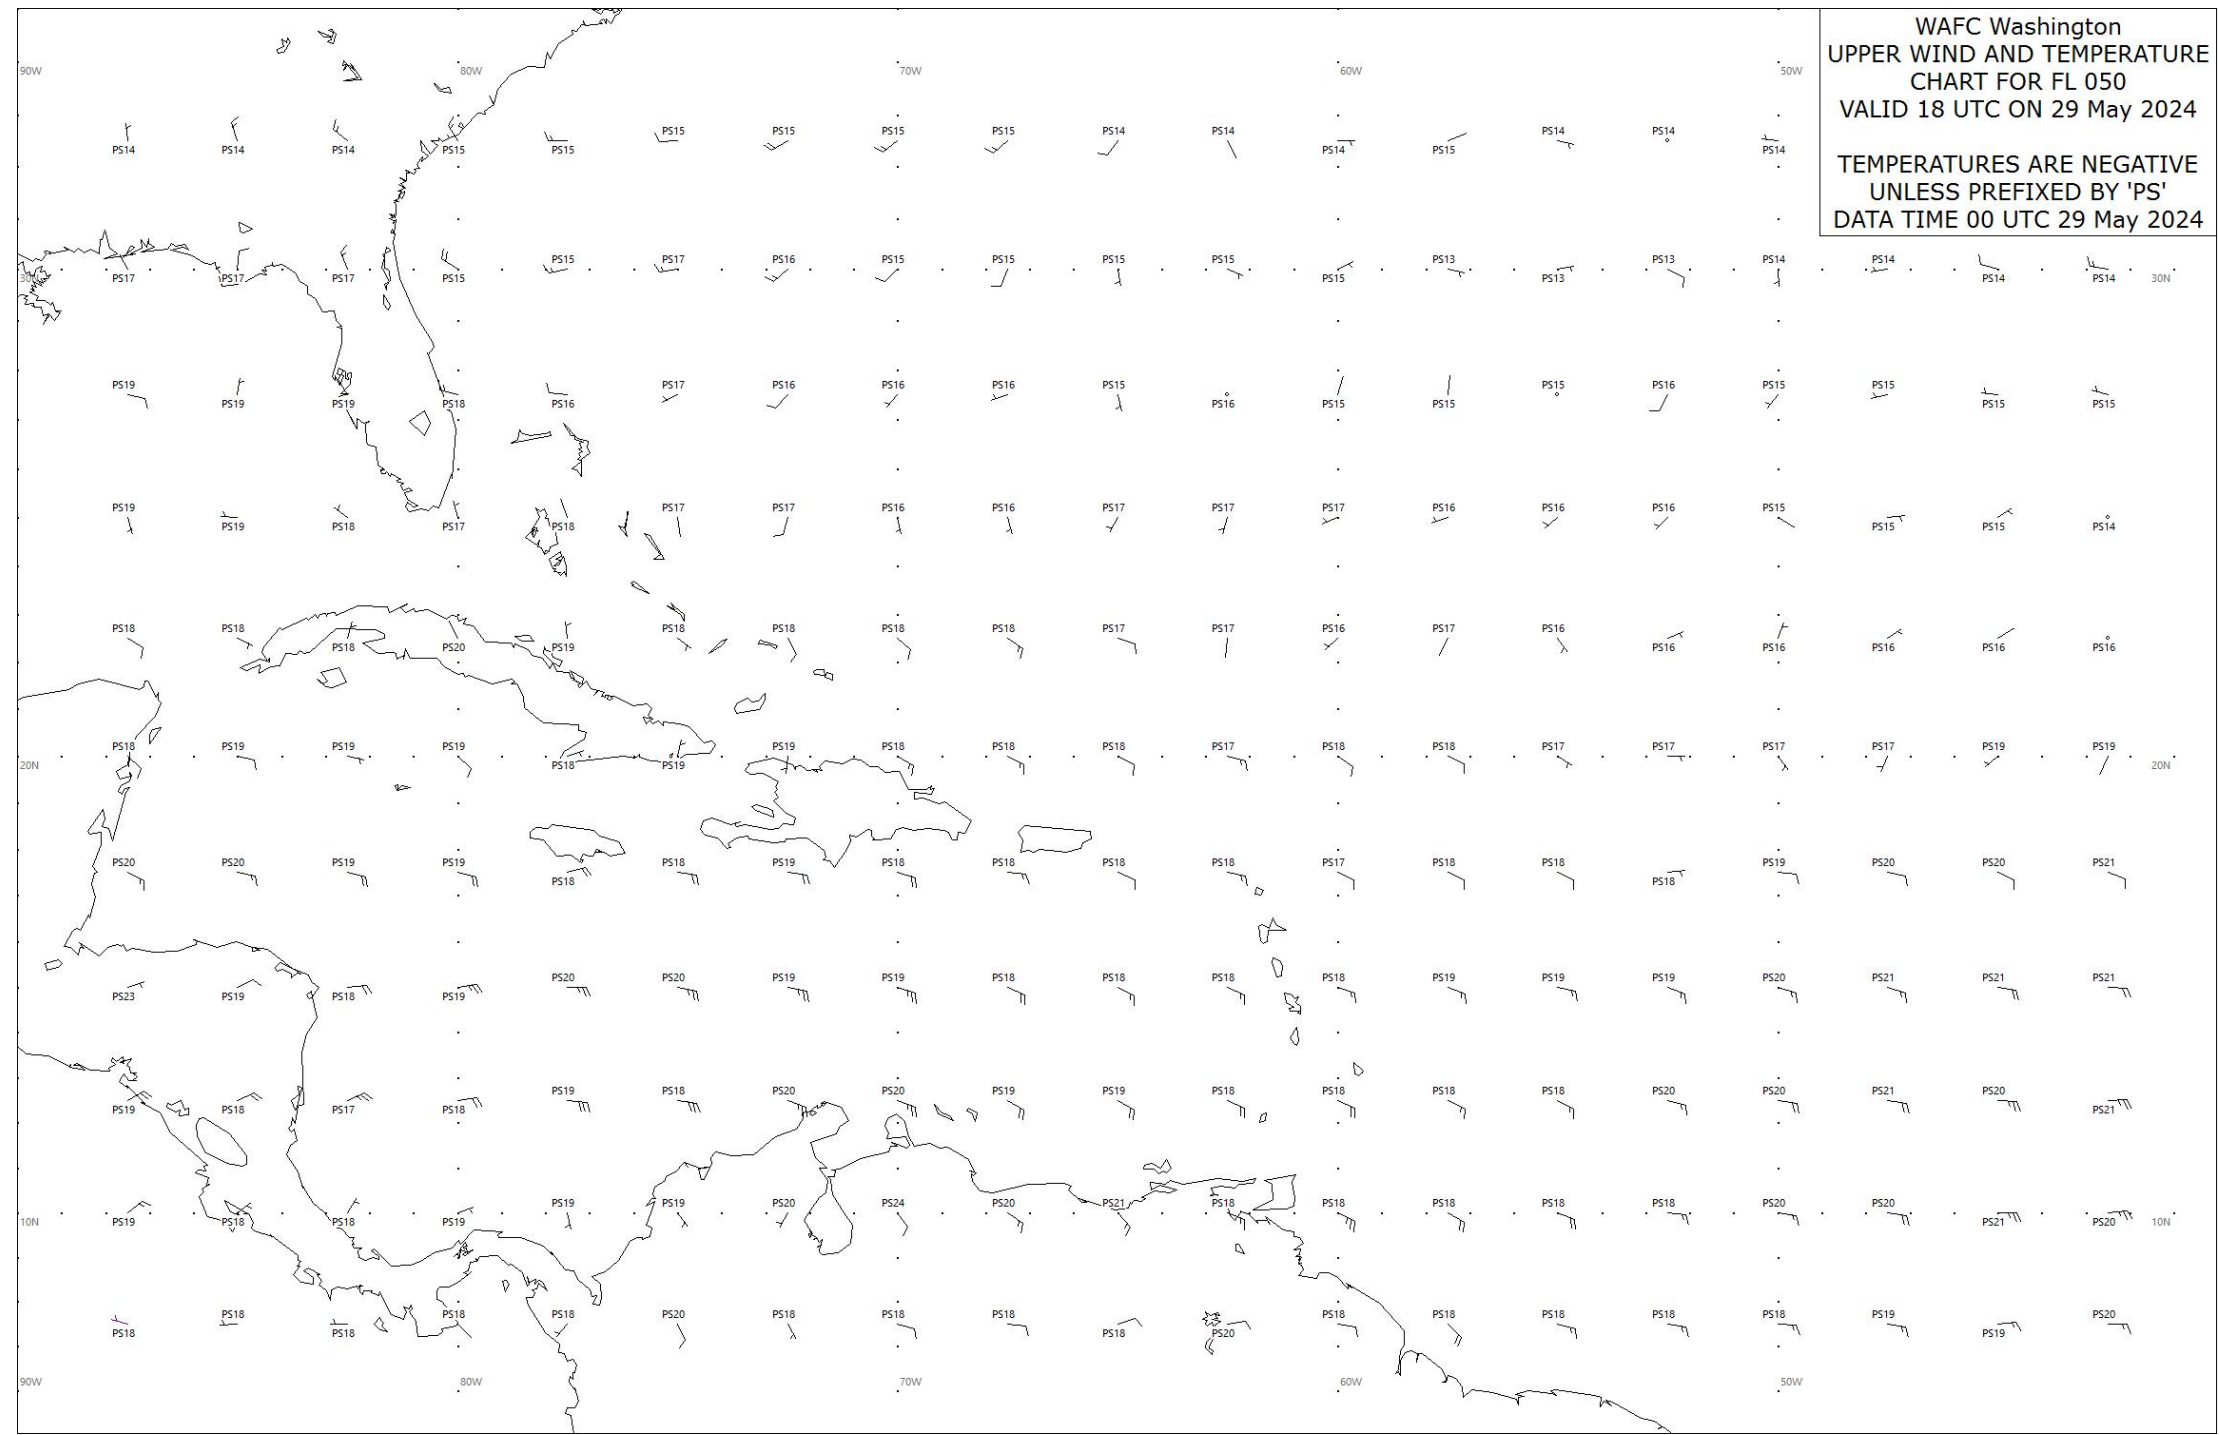 WAFC Washington
UPPER WIND AND TEMPERATURE
CHART FOR FL 050
VALID 18 UTC ON 29 May 2024
TEMPERATURES ARE NEGATIVE
UNLESS PREFIXED BY 'PS'
DATA TIME 00 UTC 29 May 2024
90W 80W 70W 60W 50W
PS14 PS14 PS14 PS15 PS15 PS15 PS15 PS15 PS15 PS14 PS14 PS14 PS15 PS14 PS14 PS14
PS17 PS17 PS17 PS15 PS15 PS17 PS16 PS15 PS15 PS15 PS15 PS15 PS13 PS13 PS13 PS14 PS14 PS14 PS14
30N 30N
PS19 PS19 PS19 PS18 PS16 PS17 PS16 PS16 PS16 PS15 PS16 PS15 PS15 PS15 PS16 PS15 PS15 PS15 PS15
PS19 PS19 PS18 PS17 PS18 PS17 PS17 PS16 PS16 PS17 PS17 PS17 PS16 PS16 PS16 PS15 PS15 PS15 PS14
PS18 PS18 PS18 PS20 PS19 PS18 PS18 PS18 PS18 PS17 PS17 PS16 PS17 PS16 PS16 PS16 PS16 PS16 PS16
PS18 PS19 PS19 PS19 PS18 PS19 PS19 PS18 PS18 PS18 PS17 PS18 PS18 PS17 PS17 PS17 PS17 PS19 PS19
20N 20N
PS20 PS20 PS19 PS19 PS18 PS18 PS19 PS18 PS18 PS18 PS18 PS17 PS18 PS18 PS18 PS19 PS20 PS20 PS21
PS23 PS19 PS18 PS19 PS20 PS20 PS19 PS19 PS18 PS18 PS18 PS18 PS19 PS19 PS19 PS20 PS21 PS21 PS21
PS19 PS18 PS17 PS18 PS19 PS18 PS20 PS20 PS19 PS19 PS18 PS18 PS18 PS18 PS20 PS20 PS21 PS20 PS21
PS19 PS18 PS18 PS19 PS19 PS19 PS20 PS24 PS20 PS21 PS18 PS18 PS18 PS18 PS18 PS20 PS20 PS21 PS20
10N 10N
PS18 PS18 PS18 PS18 PS18 PS20 PS18 PS18 PS18 PS18 PS20 PS18 PS18 PS18 PS18 PS18 PS19 PS19 PS20
90W 80W 70W 60W 50W